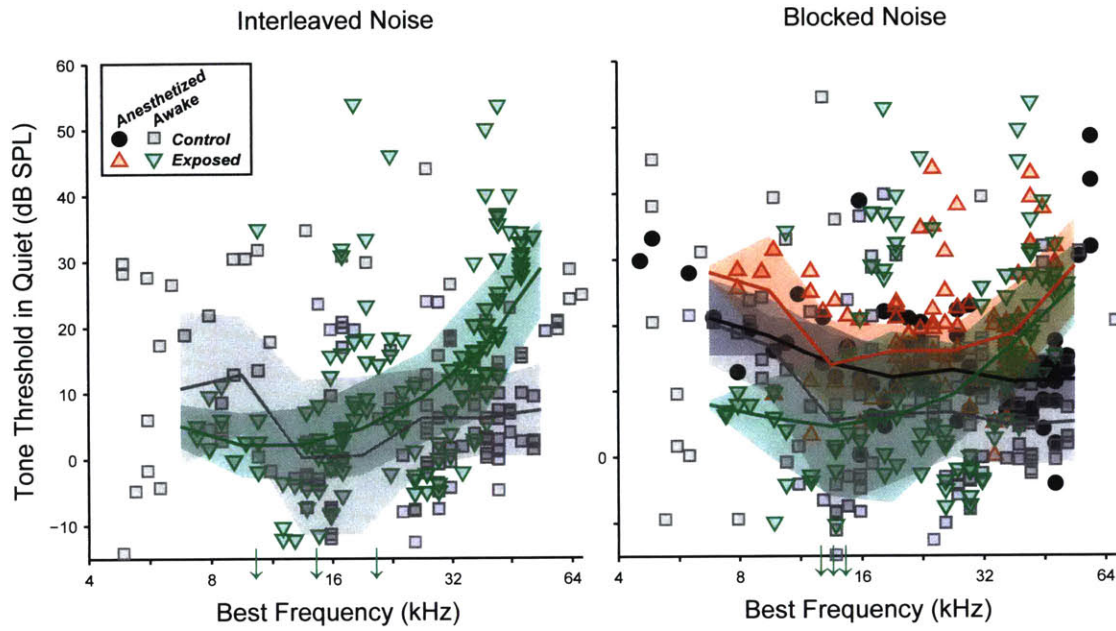 Interleaved Noise
Blocked Noise
Tone Threshold in Quiet (dB SPL)
60
50
40
30
20
10
0
−10
Anesthetized
Awake
Control
Exposed
0
4
8
16
32
64
4
8
16
32
64
Best Frequency (kHz)
Best Frequency (kHz)